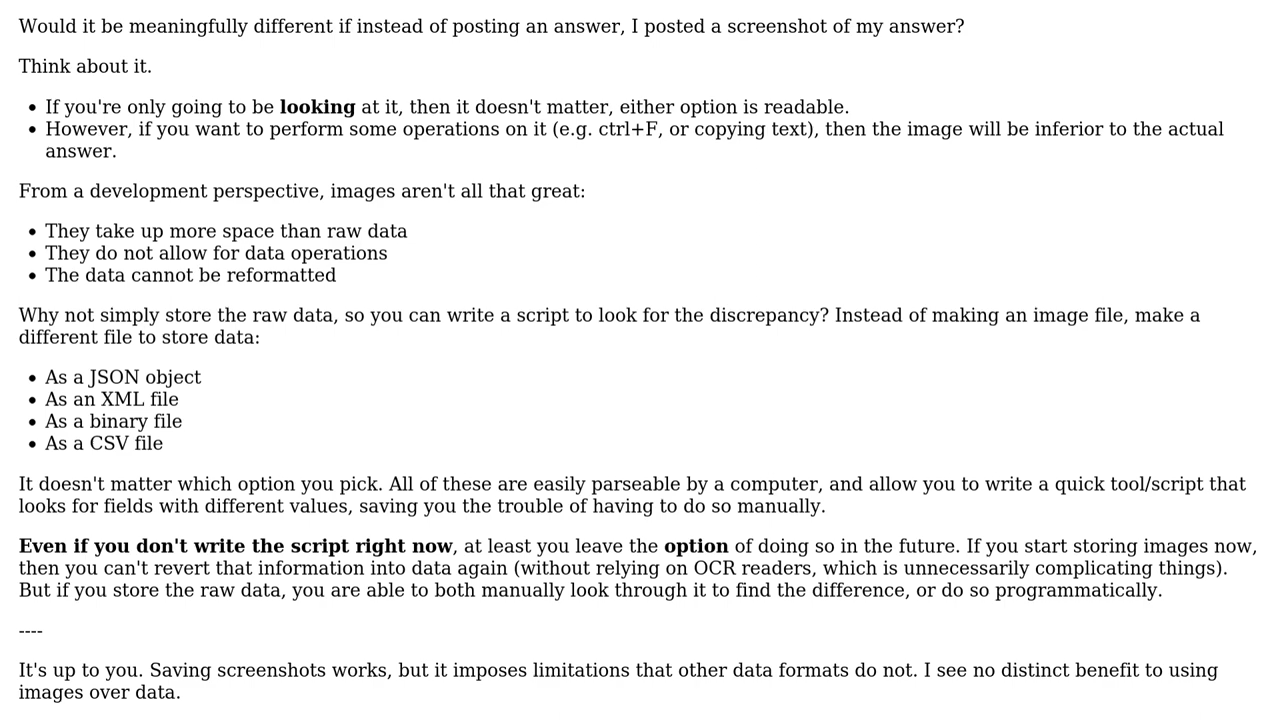 Would it be meaningfully different if instead of posting an answer, I posted a screenshot of my answer?
Think about it.
• If you're only going to be looking at it, then it doesn't matter, either option is readable.
• However, if you want to perform some operations on it (e.g. ctrl+F, or copying text), then the image will be inferior to the actual
answer.
From a development perspective, images aren't all that great:
• They take up more space than raw data
• They do not allow for data operations
• The data cannot be reformatted
Why not simply store the raw data, so you can write a script to look for the discrepancy? Instead of making an image file, make a
different file to store data:
• As a JSON object
• As an XML file
• As a binary file
• As a CSV file
It doesn't matter which option you pick. All of these are easily parseable by a computer, and allow you to write a quick tool/script that
looks for fields with different values, saving you the trouble of having to do so manually.
Even if you don't write the script right now, at least you leave the option of doing so in the future. If you start storing images now,
then you can't revert that information into data again (without relying on OCR readers, which is unnecessarily complicating things).
But if you store the raw data, you are able to both manually look through it to find the difference, or do so programmatically.
----
It's up to you. Saving screenshots works, but it imposes limitations that other data formats do not. I see no distinct benefit to using
images over data.